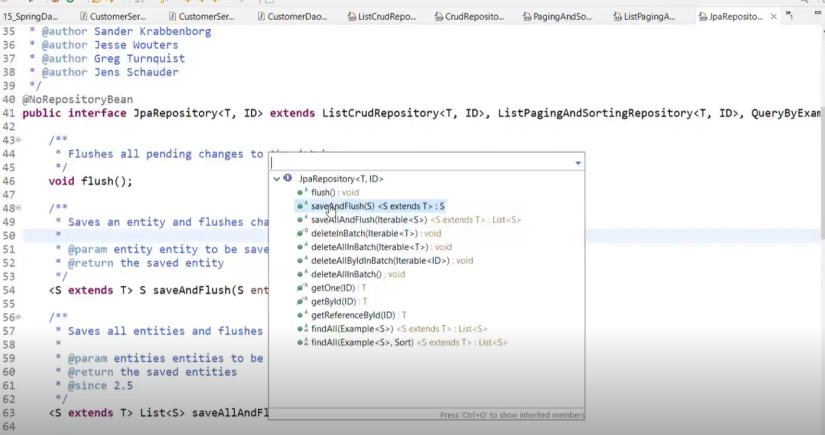 15_SpringDa...
CustomerSer...
CustomerSer...
CustomerDao...
ListCrudRepo...
CrudReposito...
PagingAndSo...
ListPagingA...
JpaReposito...
35 * @author Sander Krabbenborg
36 * @author Jesse Wouters
37 * @author Greg Turnquist
38 * @author Jens Schauder
39 */
40 @NoRepositoryBean
41 public interface JpaRepository<T, ID> extends ListCrudRepository<T, ID>, ListPagingAndSortingRepository<T, ID>, QueryByExam
42
43 /**
44 * Flushes all pending changes to
45 */
46 void flush();
47
48 /**
49 * Saves an entity and flushes cha
50 *
51 * @param entity entity to be save
52 * @return the saved entity
53 */
54 <S extends T> S saveAndFlush(S ent
55
56 /**
57 * Saves all entities and flushes
58 *
59 * @param entities entities to be
60 * @return the saved entities
61 * @since 2.5
62 */
63 <S extends T> List<S> saveAllAndFl
64
JpaRepository<T, ID>
flush() : void
saveAndFlush(S) <S extends T> : S
saveAllAndFlush(Iterable<S>) <S extends T> : List<S>
deleteInBatch(Iterable<T>) : void
deleteAllInBatch(Iterable<T>) : void
deleteAllByIdInBatch(Iterable<ID>) : void
deleteAllInBatch() : void
getOne(ID) : T
getById(ID) : T
getReferenceById(ID) : T
findAll(Example<S>) <S extends T> : List<S>
findAll(Example<S>, Sort) <S extends T> : List<S>
Press 'Ctrl+O' to show inherited members